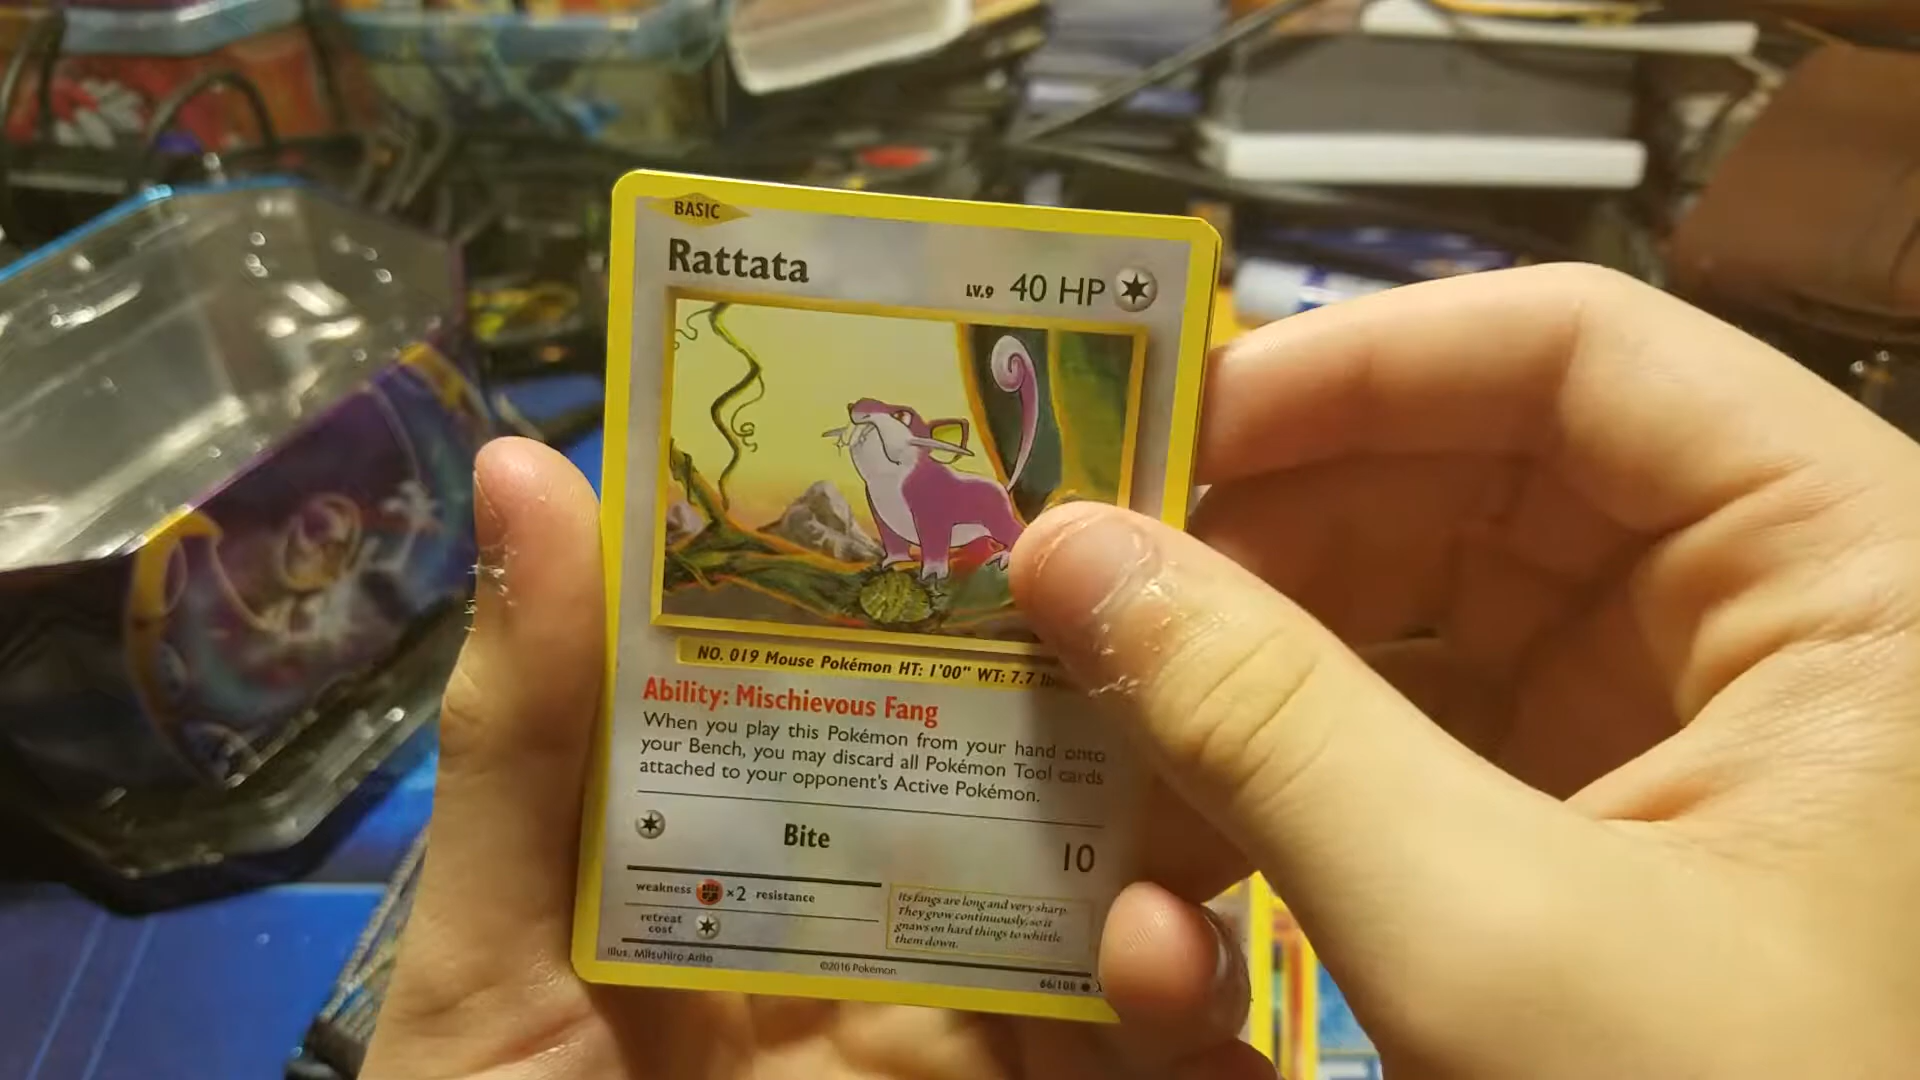 BASIC
Rattata
LV.9 40 HP
NO. 019 Mouse Pokémon HT: 1'00" WT: 7.7 lb
Ability: Mischievous Fang
When you play this Pokémon from your hand onto
your Bench, you may discard all Pokémon Tool cards
attached to your opponent's Active Pokémon.
Bite 10
weakness ×2 resistance
retreat
cost
Its fangs are long and very sharp.
They grow continuously, so it
gnaws on hard things to whittle
them down.
Illus. Mitsuhiro Arita
©2016 Pokémon
66/108